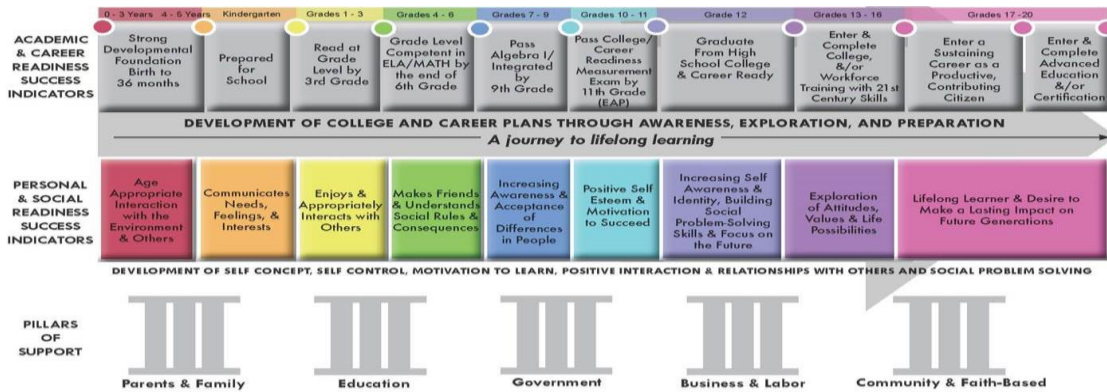 0 - 3 Years 4 - 5 Years Kindergarten Grades 1 - 3 Grades 4 - 6 Grades 7 - 9 Grades 10 - 11 Grade 12 Grades 13 - 16 Grades 17 -20
ACADEMIC
& CAREER
READINESS
SUCCESS
INDICATORS
Strong
Developmental
Foundation
Birth to
36 months
Prepared
for
School
Read at
Grade
Level by
3rd Grade
Grade Level
Competent in
ELA/MATH by
the end of
6th Grade
Pass
Algebra I/
Integrated
by
9th Grade
Pass College/
Career
Readiness
Measurement
Exam by
11th Grade
(EAP)
Graduate
From High
School College
& Career Ready
Enter &
Complete
College,
&/or
Workforce
Training with 21st
Century Skills
Enter a
Sustaining
Career as a
Productive,
Contributing
Citizen
Enter &
Complete
Advanced
Education
&/or
Certification
DEVELOPMENT OF COLLEGE AND CAREER PLANS THROUGH AWARENESS, EXPLORATION, AND PREPARATION
A journey to lifelong learning
PERSONAL
& SOCIAL
READINESS
SUCCESS
INDICATORS
Age
Appropriate
Interaction
with the
Environment
& Others
Communicates
Needs,
Feelings, &
Interests
Enjoys &
Appropriately
Interacts with
Others
Makes Friends
& Understands
Social Rules &
Consequences
Increasing
Awareness &
Acceptance
of
Differences
in People
Positive Self
Esteem &
Motivation
to Succeed
Increasing Self
Awareness &
Identity, Building
Social
Problem-Solving
Skills & Focus on
the Future
Exploration
of Attitudes,
Values & Life
Possibilities
Lifelong Learner & Desire to
Make a Lasting Impact on
Future Generations
DEVELOPMENT OF SELF CONCEPT, SELF CONTROL, MOTIVATION TO LEARN, POSITIVE INTERACTION & RELATIONSHIPS WITH OTHERS AND SOCIAL PROBLEM SOLVING
PILLARS
OF
SUPPORT
Parents & Family
Education
Government
Business & Labor
Community & Faith-Based